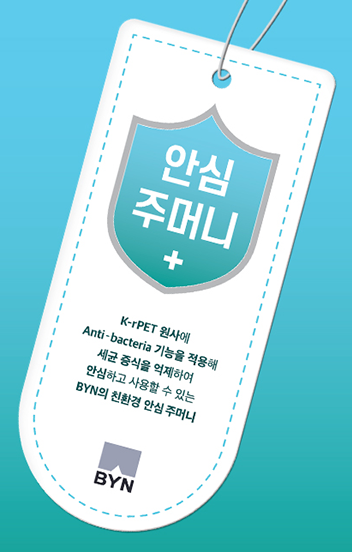 안심
주머니
K-rPET 원사에
Anti-bacteria 기능을 적용해
세균 증식을 억제하여
안심하고 사용할 수 있는
BYN의 친환경 안심 주머니
BYN